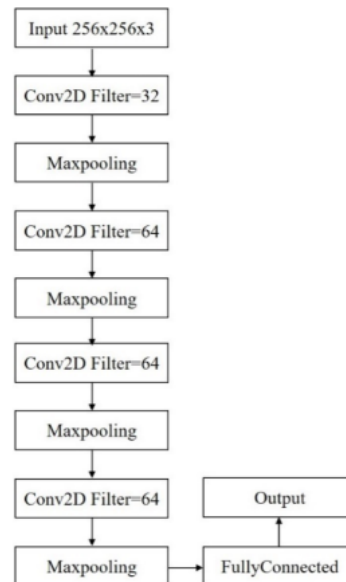 Input 256x256x3
Conv2D Filter=32
Maxpooling
Conv2D Filter=64
Maxpooling
Conv2D Filter=64
Maxpooling
Conv2D Filter=64
Maxpooling
FullyConnected
Output